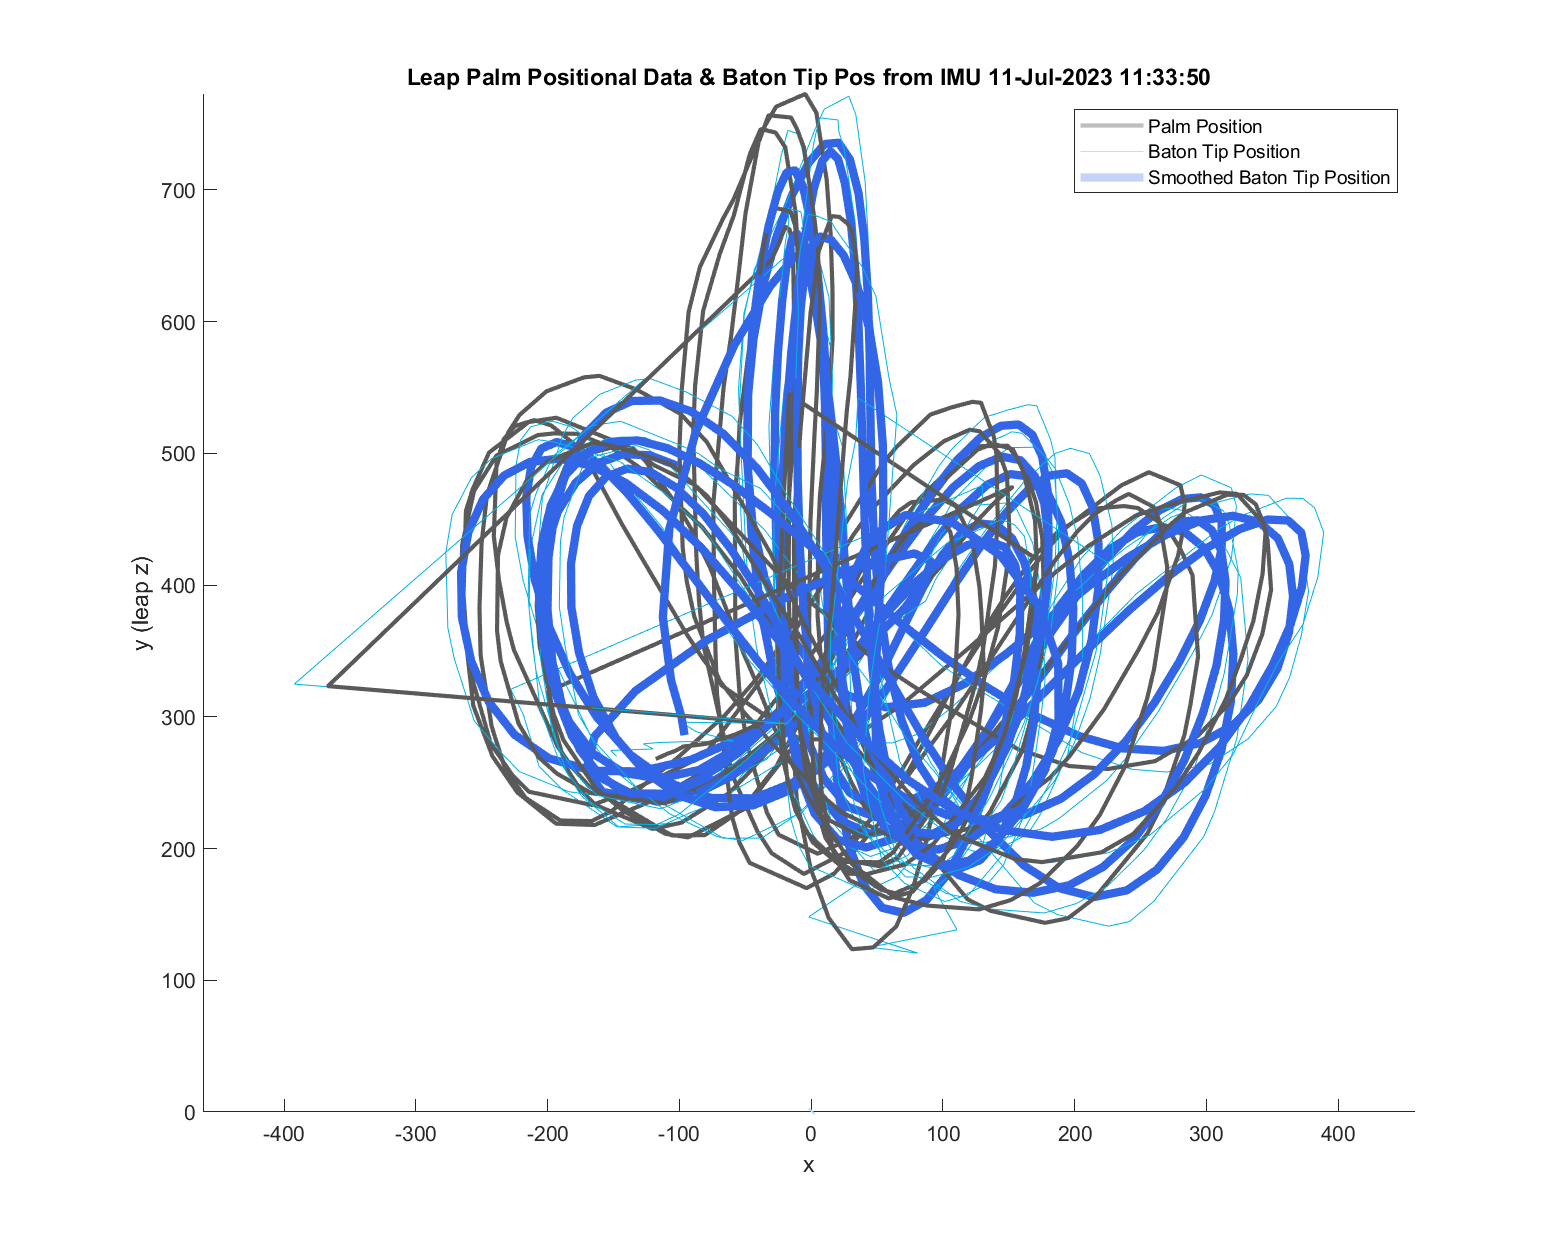 Leap Palm Positional Data & Baton Tip Pos from IMU 11-Jul-2023 11:33:50
Palm Position
Baton Tip Position
Smoothed Baton Tip Position
700
600
500
400
300
200
100
0
y (leap z)
-400 -300 -200 -100 0 100 200 300 400
x